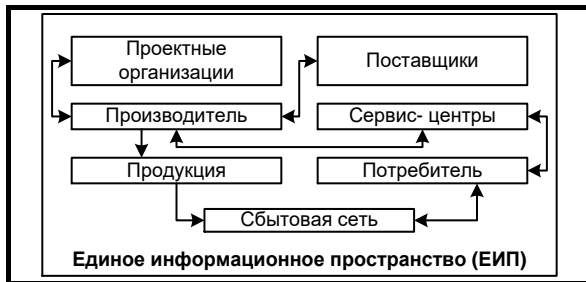 Проектные
организации
Поставщики
Производитель
Сервис- центры
Продукция
Потребитель
Сбытовая сеть
Единое информационное пространство (ЕИП)